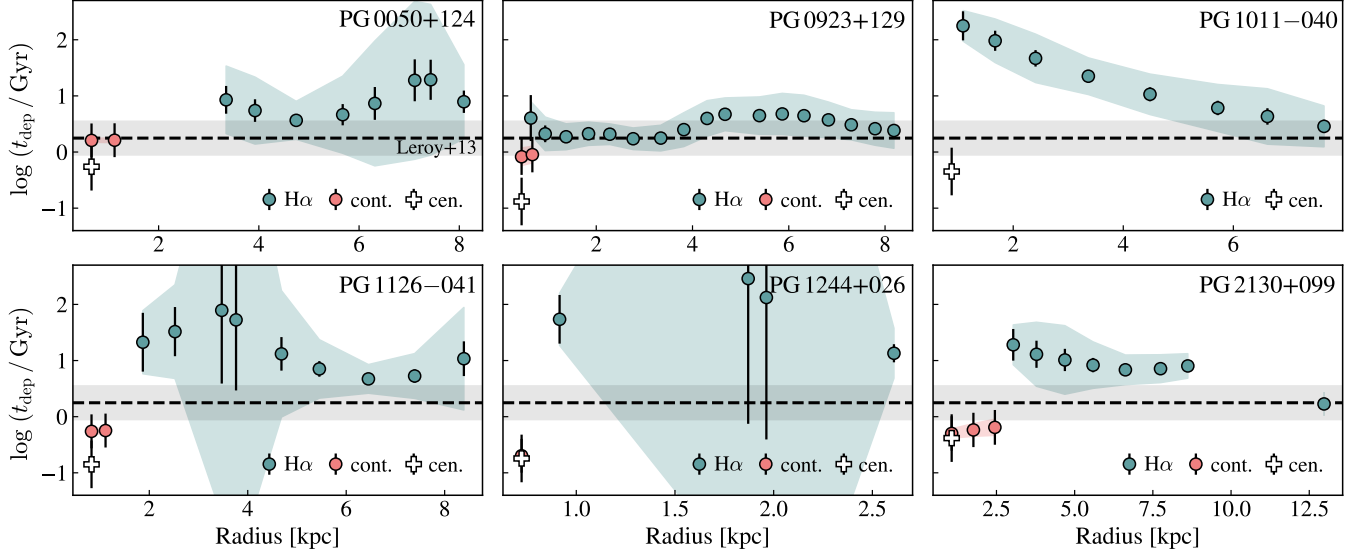 PG 0050+124
PG 0923+129
PG 1011−040
log (t_dep / Gyr)
2
1
0
−1
Leroy+13
Hα cont. cen.
Hα cont. cen.
Hα cen.
2 4 6 8
0 2 4 6 8
2 4 6
PG 1126−041
PG 1244+026
PG 2130+099
log (t_dep / Gyr)
2
1
0
−1
Hα cont. cen.
Hα cont. cen.
Hα cont. cen.
2 4 6 8
1.0 1.5 2.0 2.5
2.5 5.0 7.5 10.0 12.5
Radius [kpc]
Radius [kpc]
Radius [kpc]